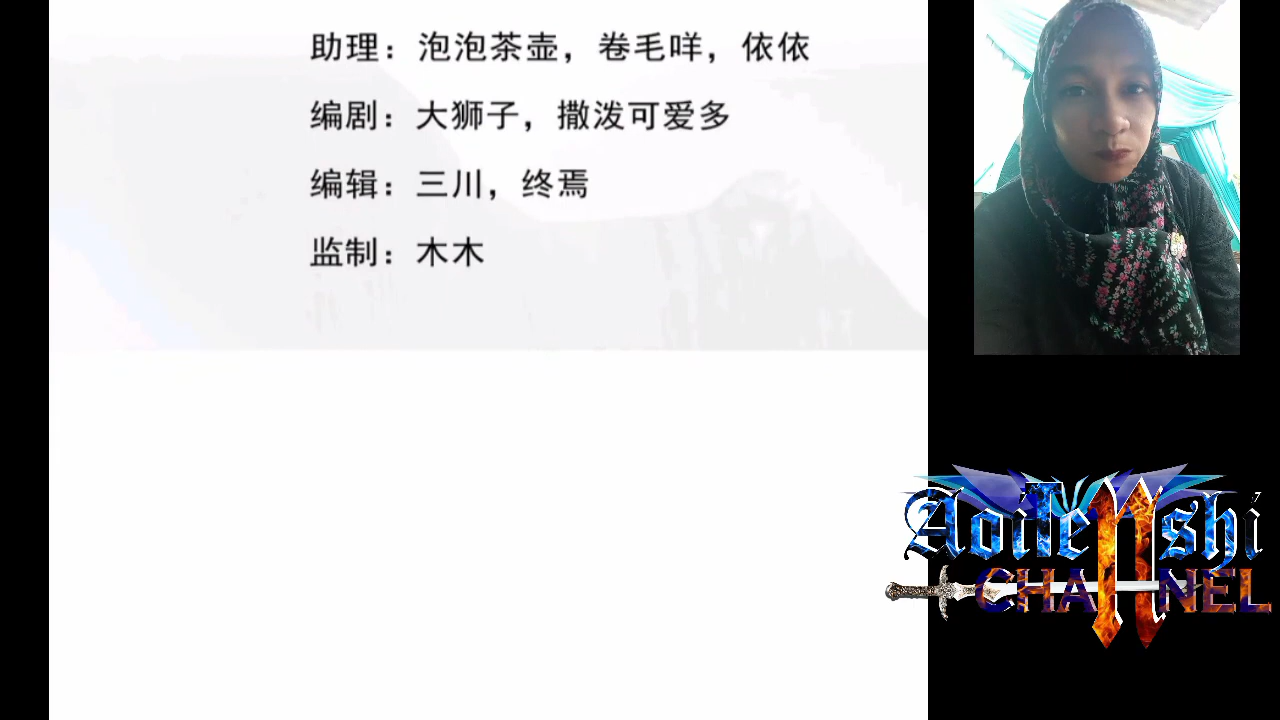 助理：泡泡茶壶，卷毛咩，依依
编剧：大狮子，撒泼可爱多
编辑：三川，终焉
监制：木木
AoiTenshi
CHANNEL